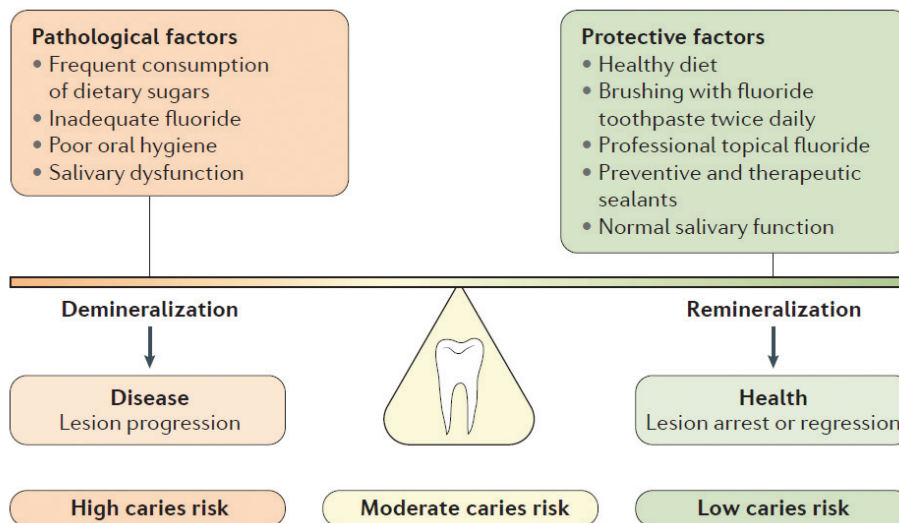 Pathological factors
• Frequent consumption
of dietary sugars
• Inadequate fluoride
• Poor oral hygiene
• Salivary dysfunction
Protective factors
• Healthy diet
• Brushing with fluoride
toothpaste twice daily
• Professional topical fluoride
• Preventive and therapeutic
sealants
• Normal salivary function
Demineralization
Remineralization
Disease
Lesion progression
Health
Lesion arrest or regression
High caries risk
Moderate caries risk
Low caries risk